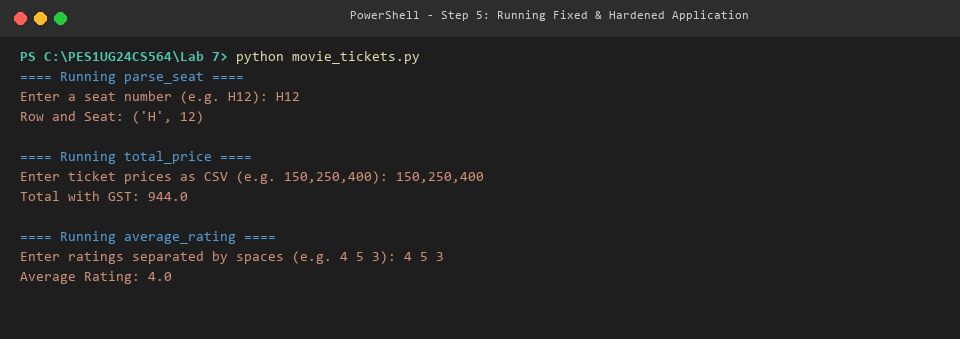 PowerShell - Step 5: Running Fixed & Hardened Application
PS C:\PES1UG24CS564\Lab 7> python movie_tickets.py
==== Running parse_seat ====
Enter a seat number (e.g. H12): H12
Row and Seat: ('H', 12)
==== Running total_price ====
Enter ticket prices as CSV (e.g. 150,250,400): 150,250,400
Total with GST: 944.0
==== Running average_rating ====
Enter ratings separated by spaces (e.g. 4 5 3): 4 5 3
Average Rating: 4.0